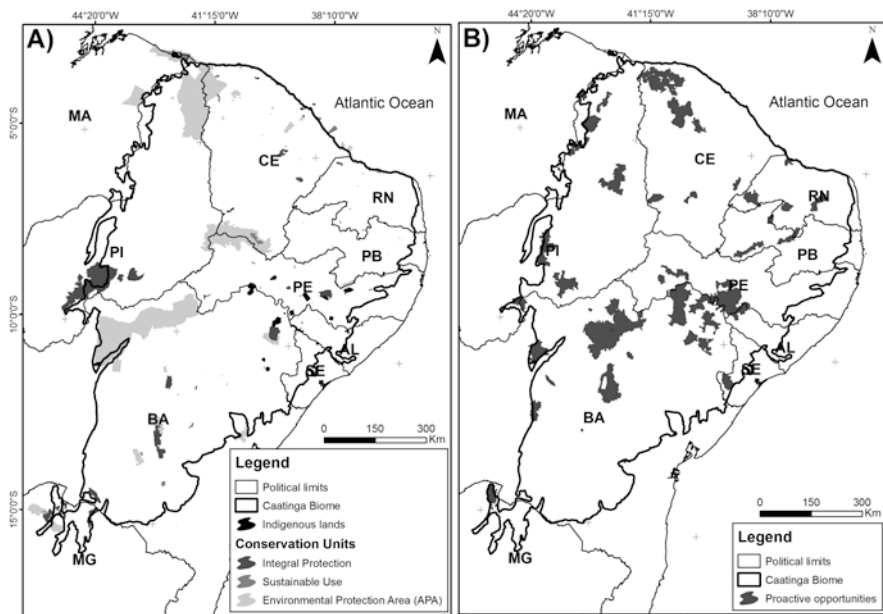 44°20'0"W 41°15'0"W 38°10'0"W
A)
N
Atlantic Ocean
MA
5°0'0"S
CE
RN
PI
PB
PE
10°0'0"S
AL
SE
BA
0 150 300
Km
15°0'0"S
MG
Legend
Political limits
Caatinga Biome
Indigenous lands
Conservation Units
Integral Protection
Sustainable Use
Environmental Protection Area (APA)
44°20'0"W 41°15'0"W 38°10'0"W
B)
N
Atlantic Ocean
MA
CE
RN
PI
PB
PE
AL
SE
BA
MG
0 150 300
Km
Legend
Political limits
Caatinga Biome
Proactive opportunities